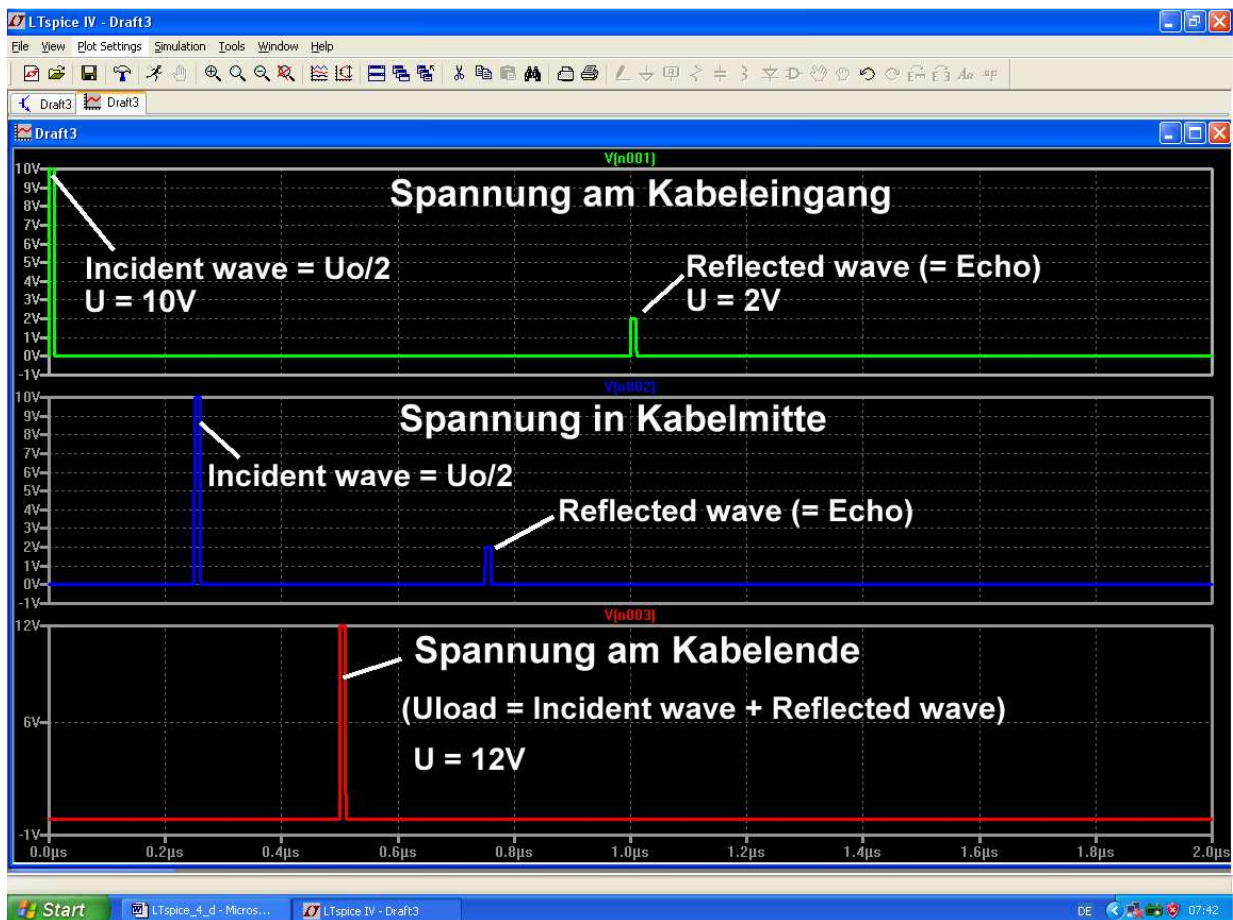 LTspice IV - Draft3
File View Plot Settings Simulation Tools Window Help
Draft3 Draft3
Draft3
V(n001)
10V
9V
8V
7V
6V
5V
4V
3V
2V
1V
0V
-1V
Spannung am Kabeleingang
Incident wave = Uo/2
U = 10V
Reflected wave (= Echo)
U = 2V
V(n002)
10V
9V
8V
7V
6V
5V
4V
3V
2V
1V
0V
-1V
Spannung in Kabelmitte
Incident wave = Uo/2
Reflected wave (= Echo)
V(n003)
12V
6V
-1V
Spannung am Kabelende
(Uload = Incident wave + Reflected wave)
U = 12V
0.0µs 0.2µs 0.4µs 0.6µs 0.8µs 1.0µs 1.2µs 1.4µs 1.6µs 1.8µs 2.0µs
Start LTspice_4_d - Micros... LTspice IV - Draft3 DE 07:42